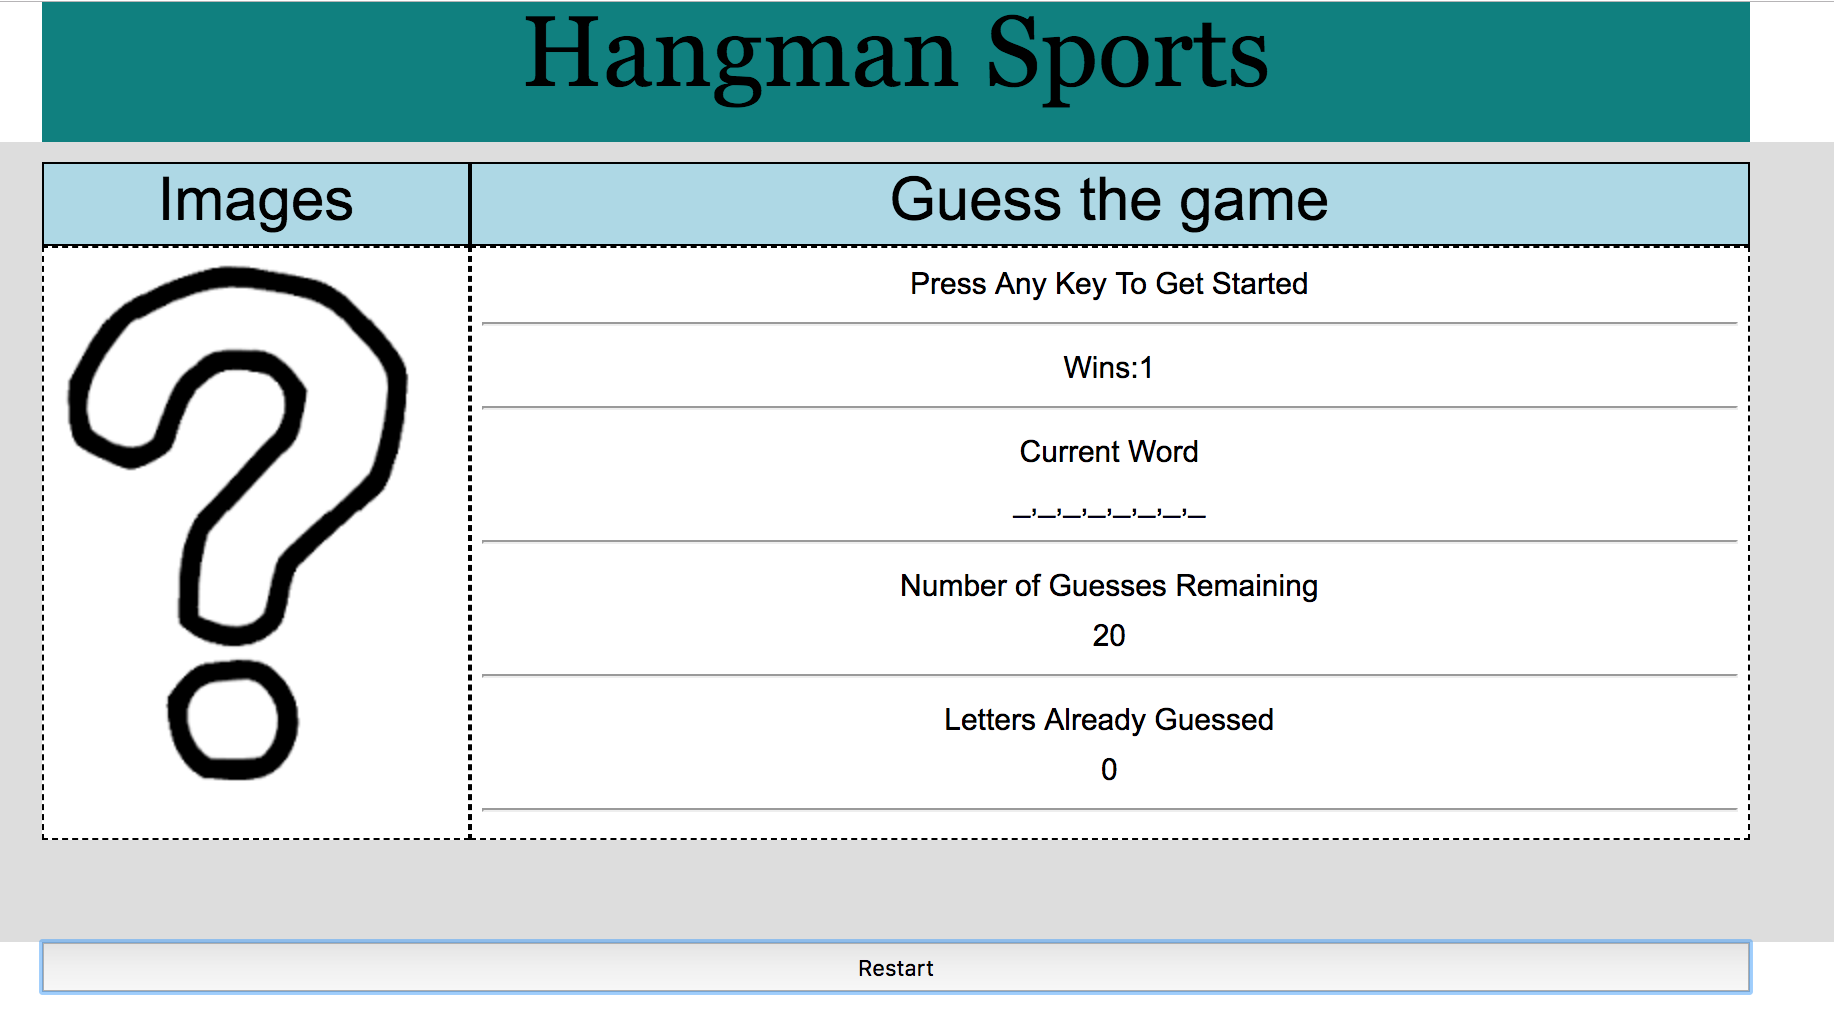 Hangman Sports
Images
Guess the game
Press Any Key To Get Started
Wins:1
Current Word
_,_,_,_,_,_,_,_
Number of Guesses Remaining
20
Letters Already Guessed
0
Restart